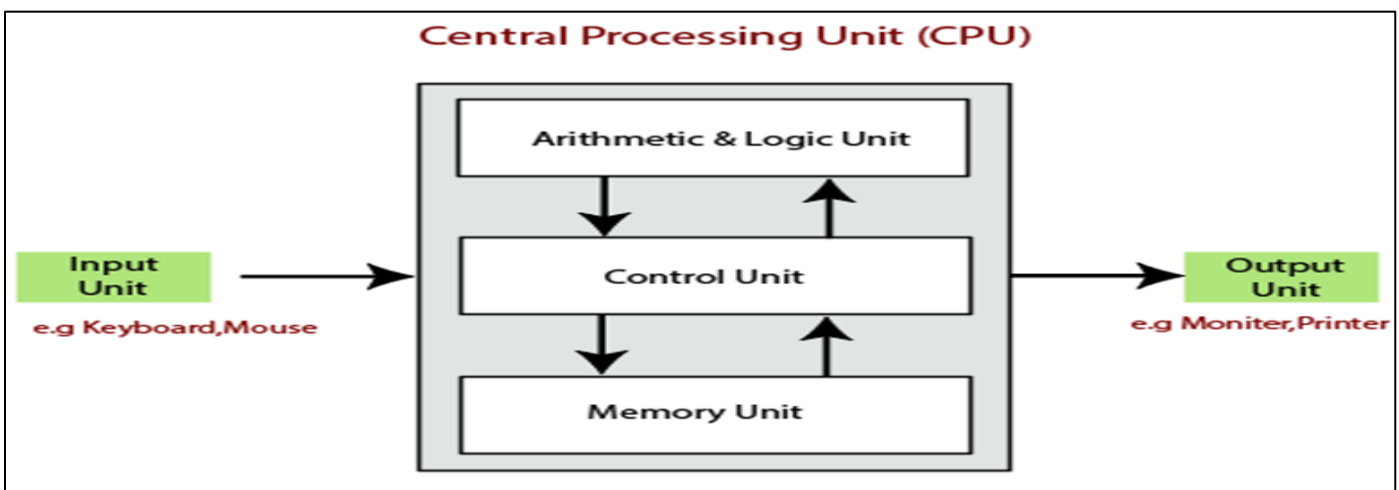 Central Processing Unit (CPU)
Arithmetic & Logic Unit
Input
Unit
e.g Keyboard,Mouse
Control Unit
Output
Unit
e.g Moniter,Printer
Memory Unit